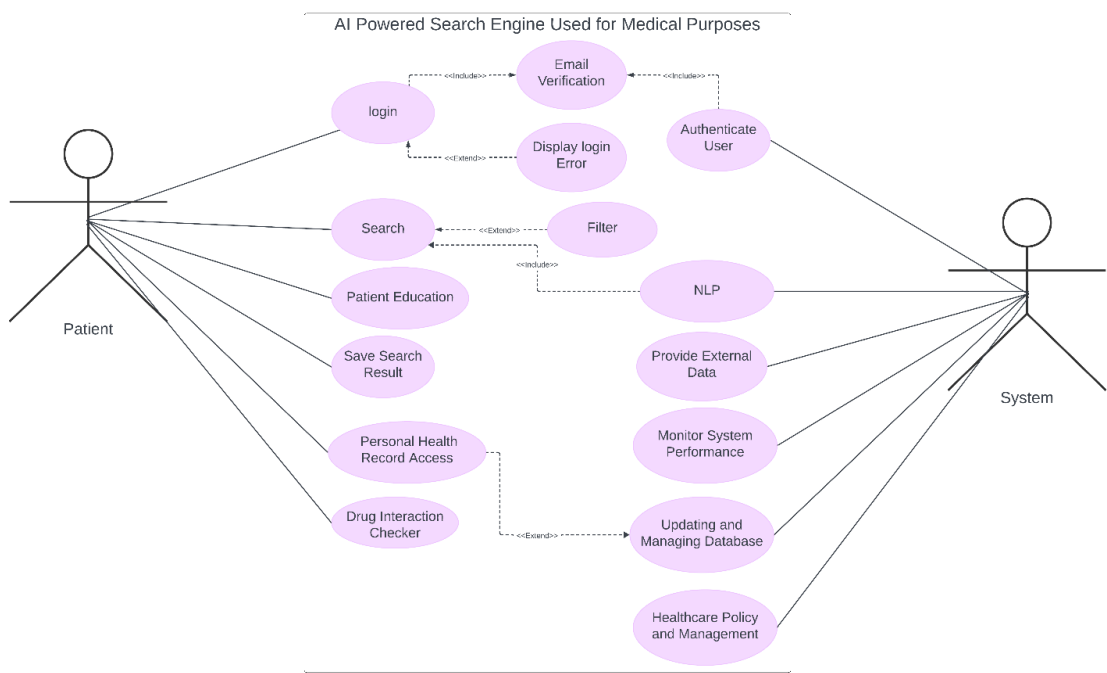 AI Powered Search Engine Used for Medical Purposes
Email
Verification
<<Include>>
<<Include>>
login
Authenticate
User
Display login
Error
<<Extend>>
Search
<<Extend>>
Filter
<<Include>>
NLP
Patient Education
Patient
Save Search
Result
Provide External
Data
System
Personal Health
Record Access
Monitor System
Performance
Drug Interaction
Checker
<<Extend>>
Updating and
Managing Database
Healthcare Policy
and Management